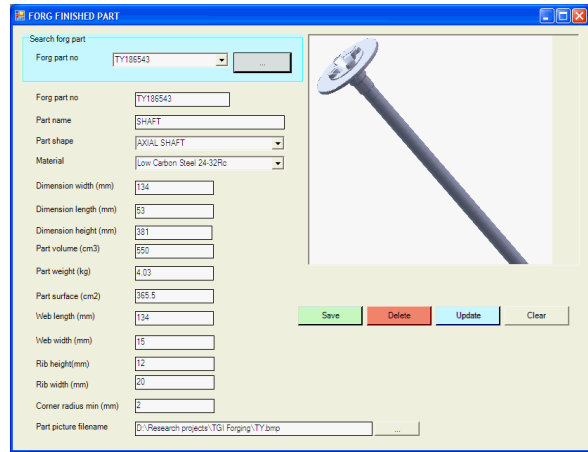 FORG FINISHED PART
Search forg part
Forg part no TY186543 ...
Forg part no TY186543
Part name SHAFT
Part shape AXIAL SHAFT
Material Low Carbon Steel 24-32Rc
Dimension width (mm) 134
Dimension length (mm) 53
Dimension height (mm) 381
Part volume (cm3) 550
Part weight (kg) 4.03
Part surface (cm2) 365.5
Web length (mm) 134
Save Delete Update Clear
Web width (mm) 15
Rib height(mm) 12
Rib width (mm) 20
Corner radius min (mm) 2
Part picture filename D:\Research projects\TGI Forging\TY.bmp ...